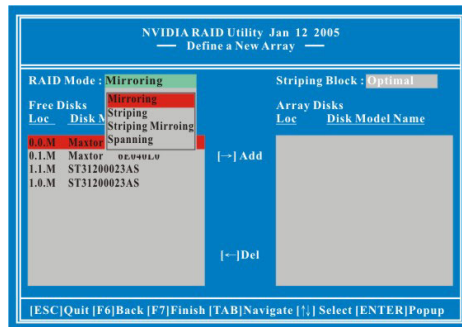 NVIDIA RAID Utility Jan 12 2005
Define a New Array
RAID Mode : Mirroring
Striping Block : Optimal
Mirroring
Striping
Striping Mirroing
Spanning
Free Disks
Loc Disk
Array Disks
Loc Disk Model Name
0.0.M Maxtor
0.1.M Maxtor 6E040L0
1.1.M ST31200023AS
1.0.M ST31200023AS
[→] Add
[←]Del
[ESC]Quit [F6]Back [F7]Finish [TAB]Navigate [↑↓] Select [ENTER]Popup